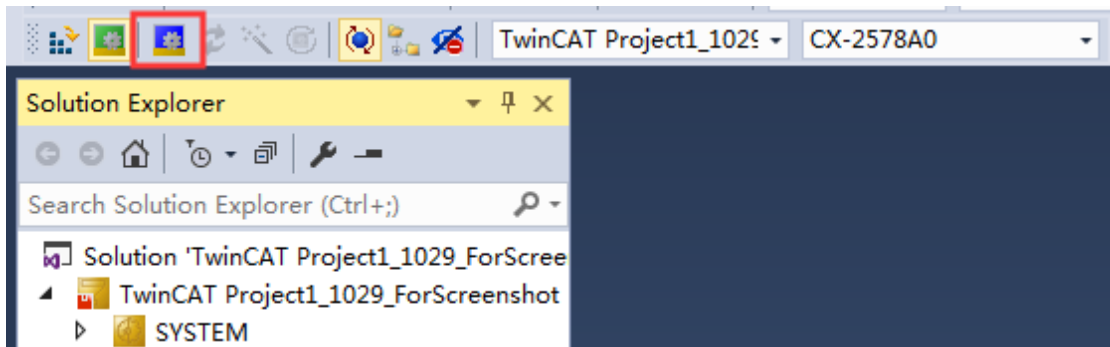 TwinCAT Project1_1029 CX-2578A0
Solution Explorer
Search Solution Explorer (Ctrl+;)
Solution 'TwinCAT Project1_1029_ForScree
TwinCAT Project1_1029_ForScreenshot
SYSTEM